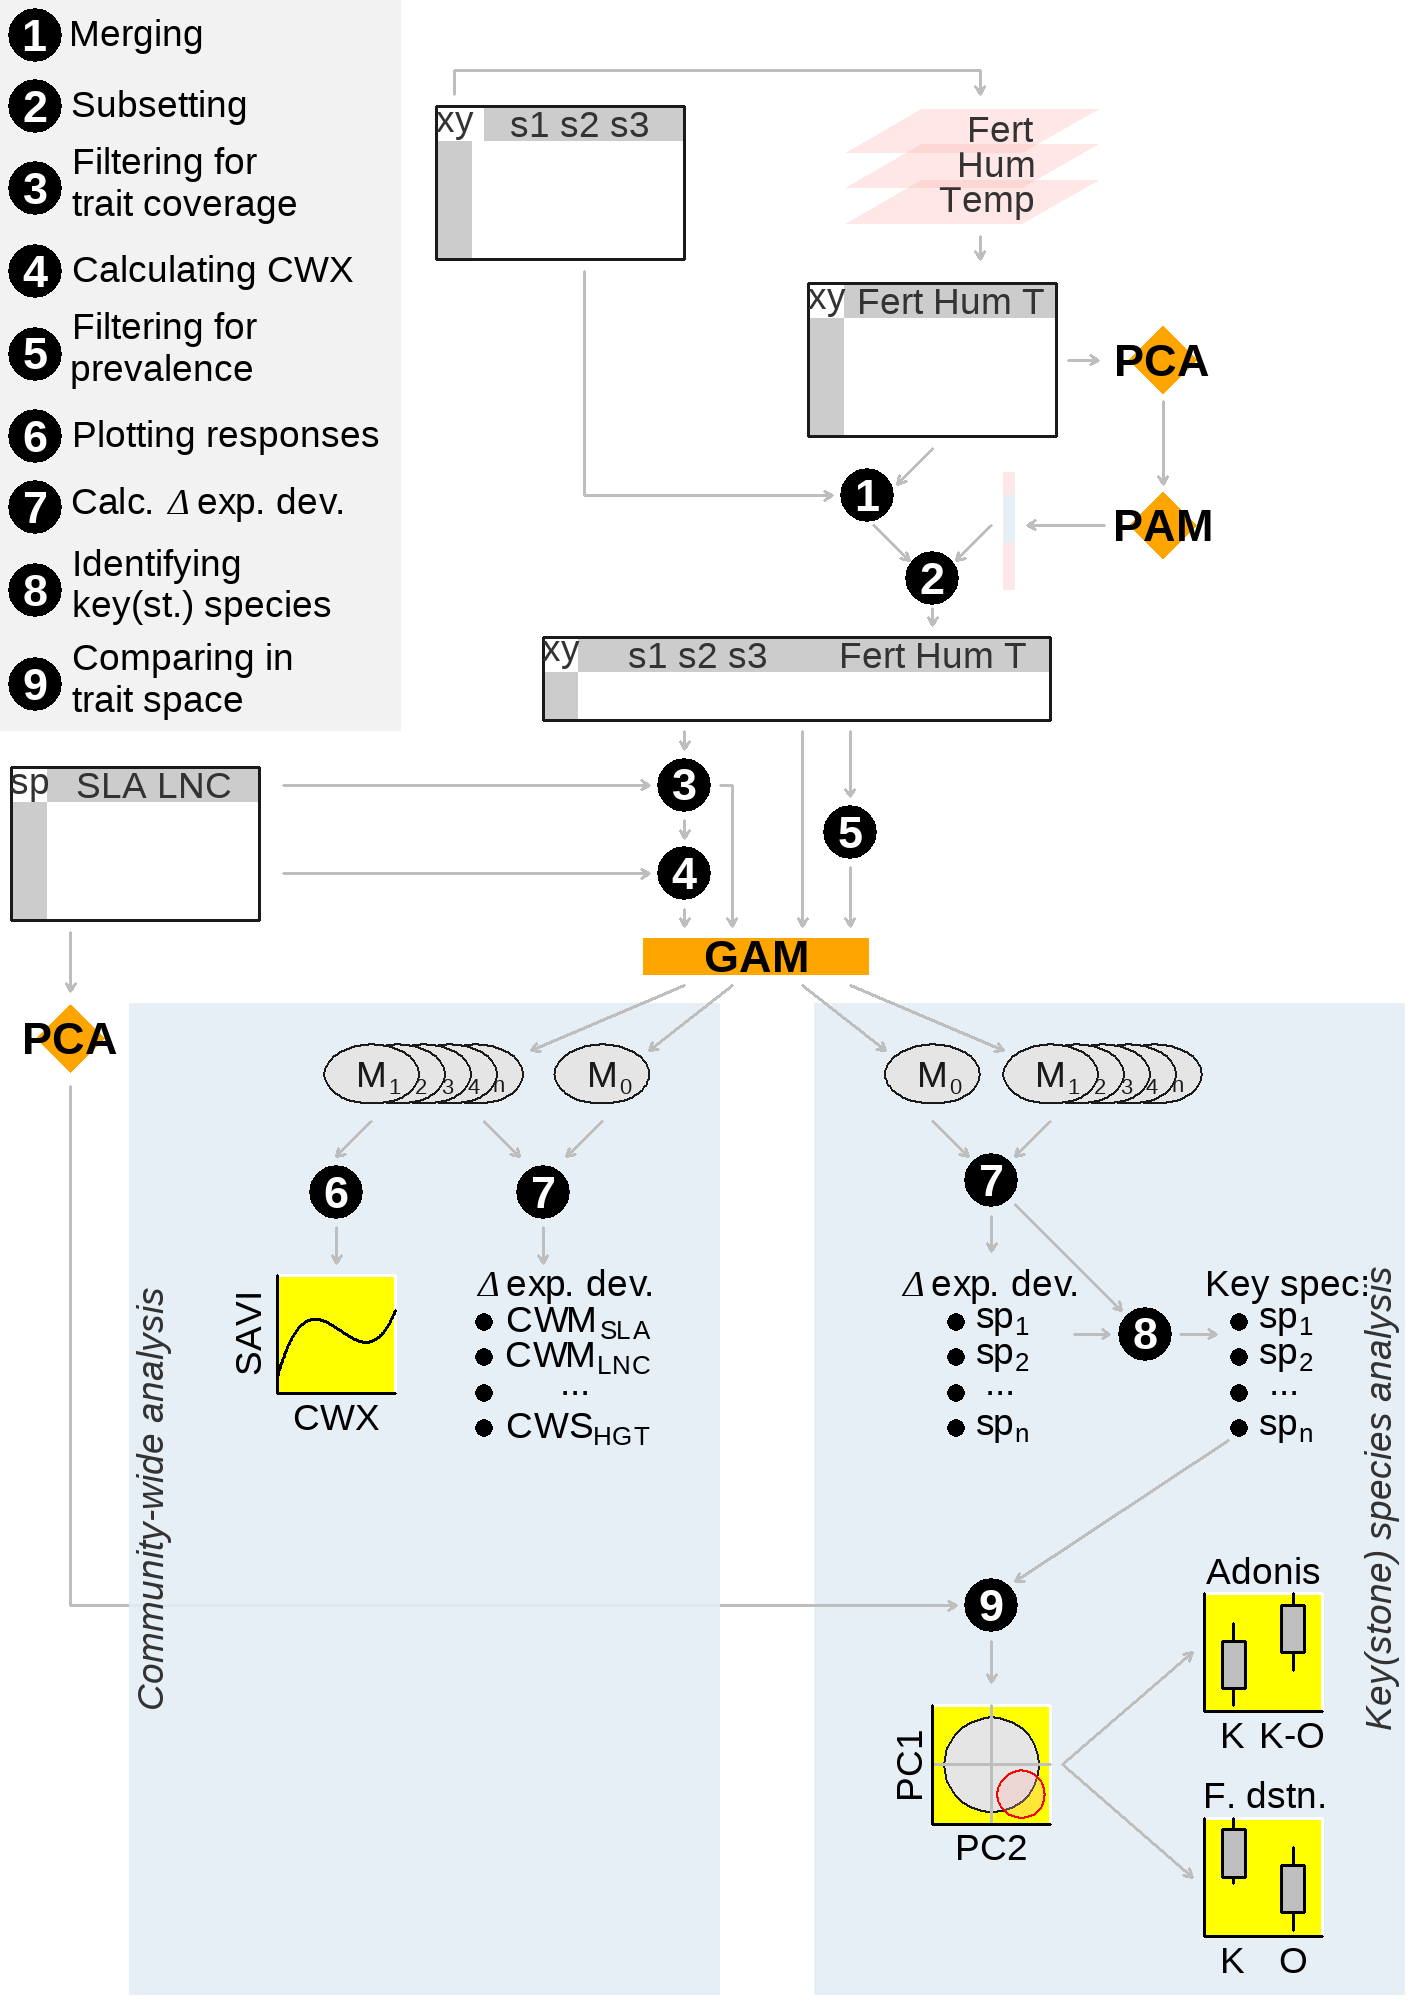 1 Merging
2 Subsetting
3 Filtering for
trait coverage
4 Calculating CWX
5 Filtering for
prevalence
6 Plotting responses
7 Calc. Δ exp. dev.
8 Identifying
key(st.) species
9 Comparing in
trait space
xy s1 s2 s3
Fert
Hum
Temp
xy Fert Hum T
PCA
1
PAM
2
xy s1 s2 s3 Fert Hum T
sp SLA LNC
3
4
5
GAM
PCA
Community-wide analysis
M1 2 3 4 n
M0
6
7
SAVI
CWX
Δ exp. dev.
CWMSLA
CWMLNC
...
CWSHGT
Key(stone) species analysis
M0
M1 2 3 4 n
7
Δ exp. dev.
sp1
sp2
...
spn
8
Key spec.:
sp1
sp2
...
spn
9
PC1
PC2
Adonis
K K-O
F. dstn.
K O